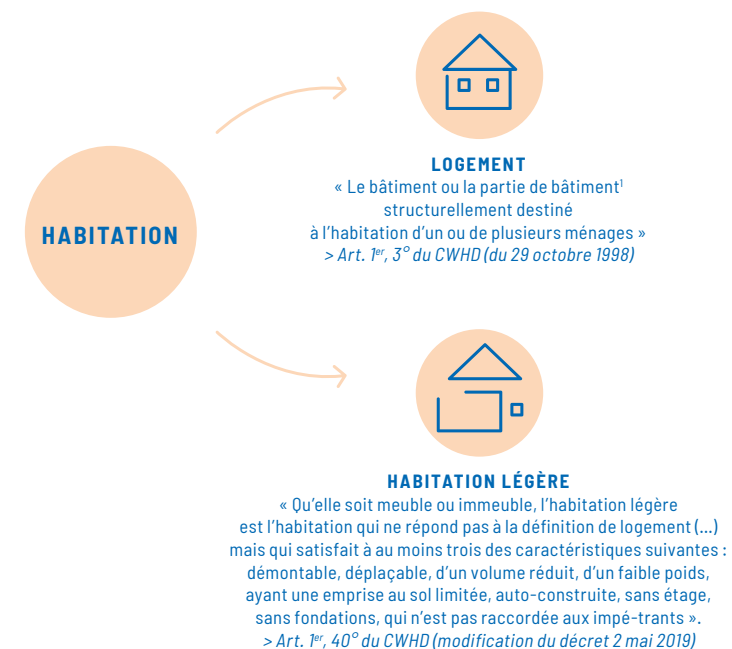 HABITATION
LOGEMENT
« Le bâtiment ou la partie de bâtiment¹
structurellement destiné
à l’habitation d’un ou de plusieurs ménages »
> Art. 1er, 3° du CWHD (du 29 octobre 1998)
HABITATION LÉGÈRE
« Qu’elle soit meuble ou immeuble, l’habitation légère
est l’habitation qui ne répond pas à la définition de logement (...)
mais qui satisfait à au moins trois des caractéristiques suivantes :
démontable, déplaçable, d’un volume réduit, d’un faible poids,
ayant une emprise au sol limitée, auto-construite, sans étage,
sans fondations, qui n’est pas raccordée aux impé-trants ».
> Art. 1er, 40° du CWHD (modification du décret 2 mai 2019)